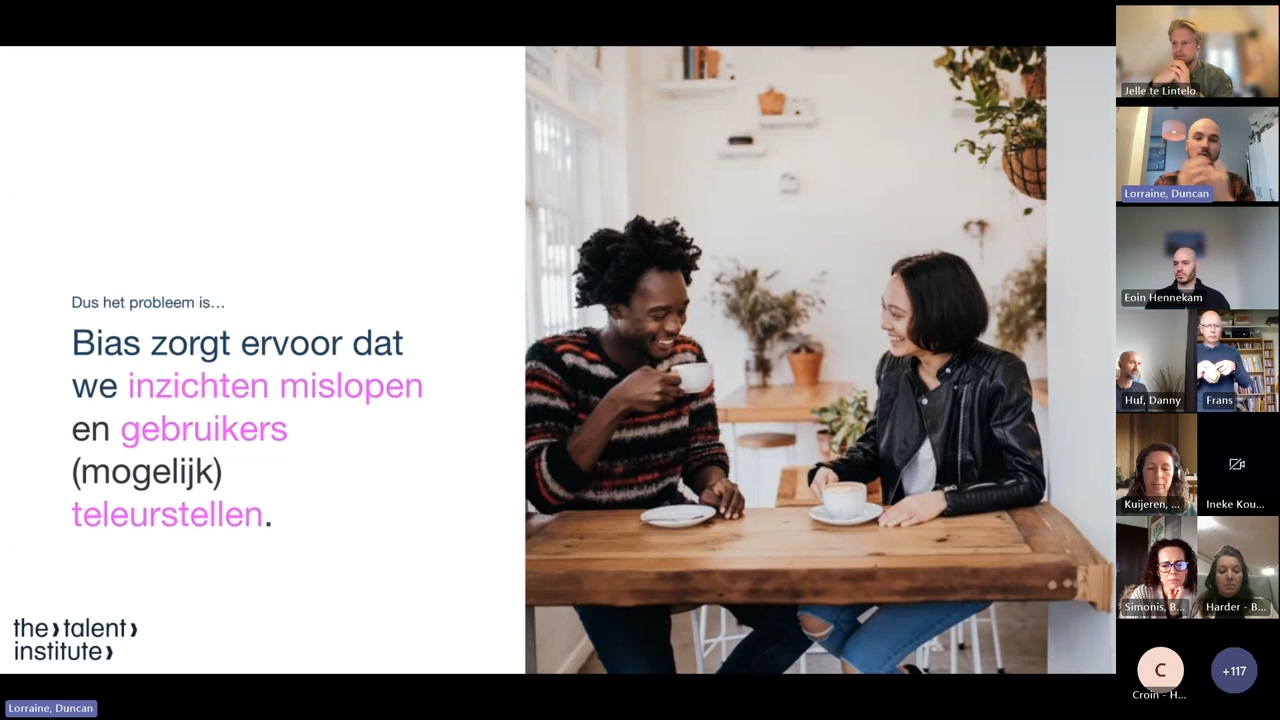 Dus het probleem is...
Bias zorgt ervoor dat
we inzichten mislopen
en gebruikers
(mogelijk)
teleurstellen.
the talent
institute
Lorraine, Duncan
Jelle te Lintelo
Lorraine, Duncan
Eoin Hennekam
Huf, Danny
Frans
Kuijeren, ...
Ineke Kou...
Simonis, B...
Harder - B...
C
Croin - H...
+117